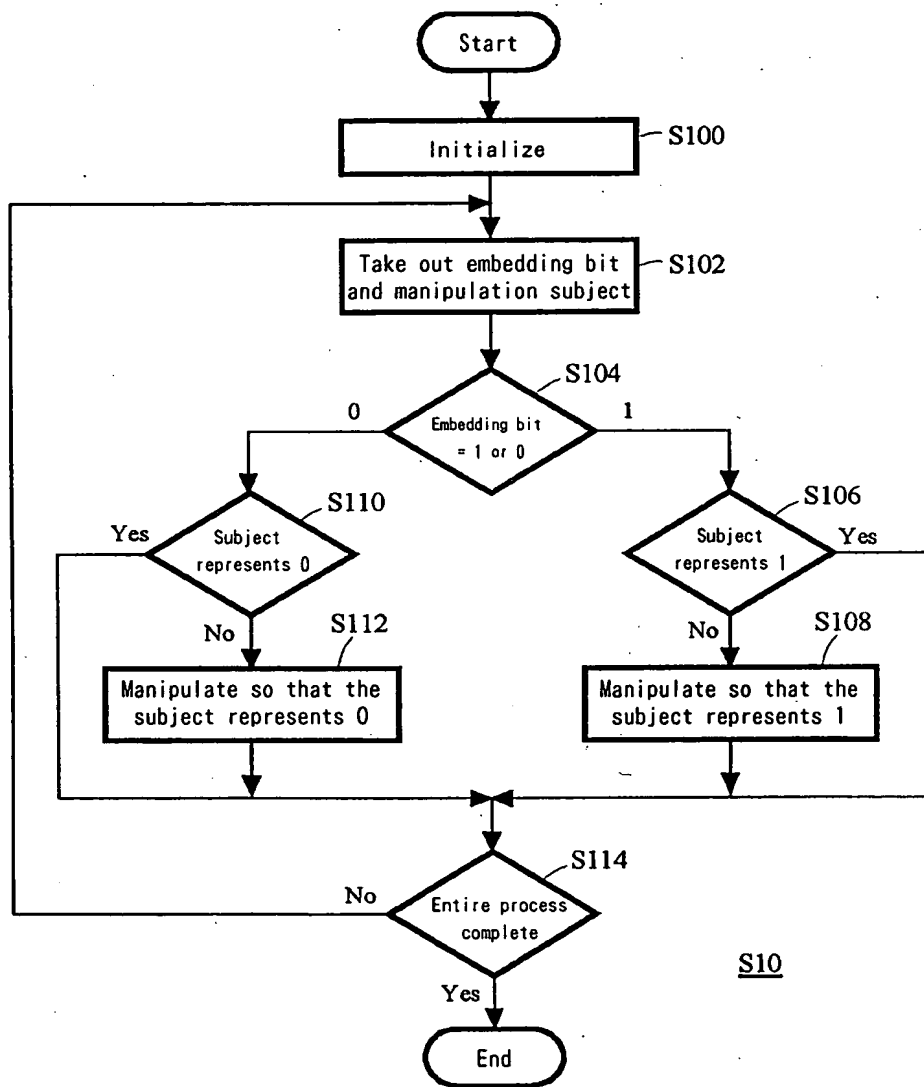 Start
Initialize
S100
Take out embedding bit
and manipulation subject
S102
S104
0
Embedding bit
= 1 or 0
1
S110
Yes
Subject
represents 0
S106
Subject
represents 1
Yes
No
S112
Manipulate so that the
subject represents 0
No
S108
Manipulate so that the
subject represents 1
S114
No
Entire process
complete
S10
Yes
End